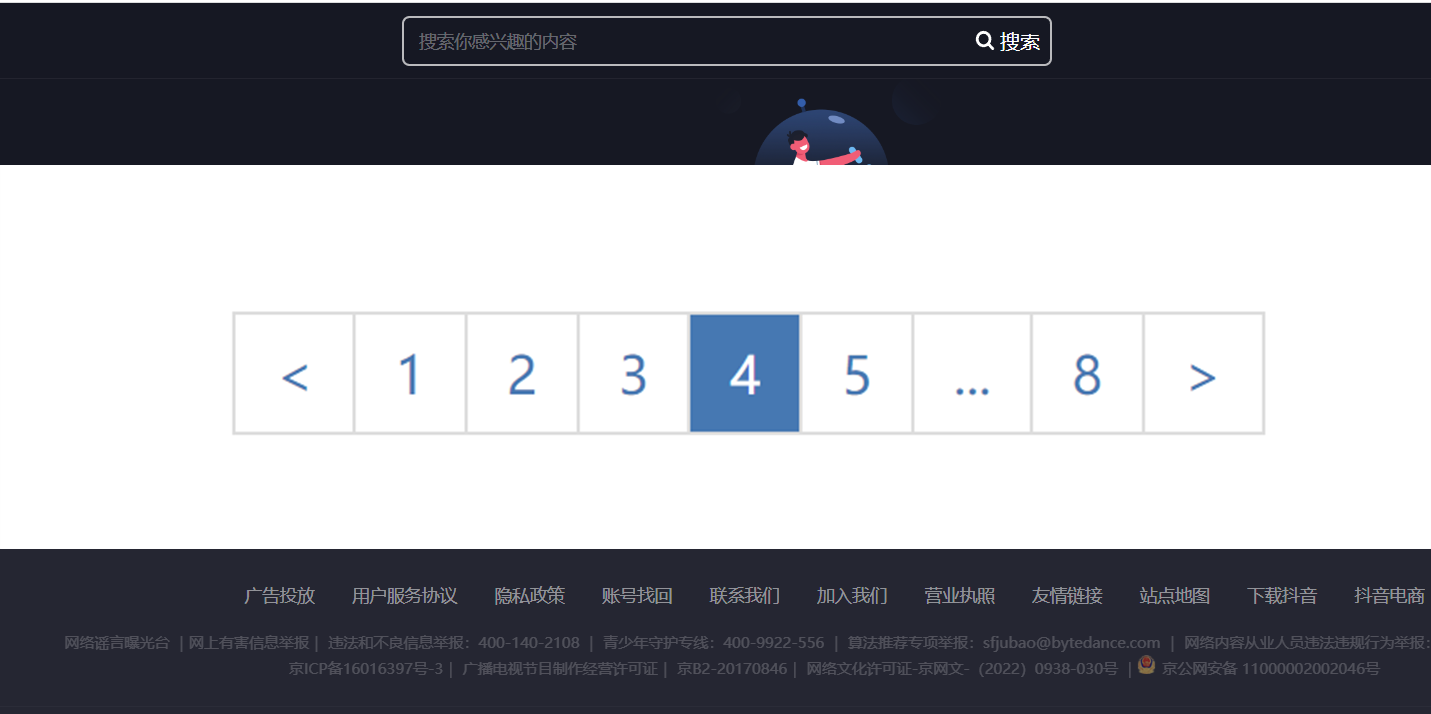 搜索你感兴趣的内容 搜索
< 1 2 3 4 5 ... 8 >
广告投放 用户服务协议 隐私政策 账号找回 联系我们 加入我们 营业执照 友情链接 站点地图 下载抖音 抖音电商
网络谣言曝光台 | 网上有害信息举报 | 违法和不良信息举报：400-140-2108 | 青少年守护专线：400-9922-556 | 算法推荐专项举报：sfjubao@bytedance.com | 网络内容从业人员违法违规行为举报：
京ICP备16016397号-3 | 广播电视节目制作经营许可证 | 京B2-20170846 | 网络文化许可证-京网文-（2022）0938-030号 | 京公网安备 11000002002046号